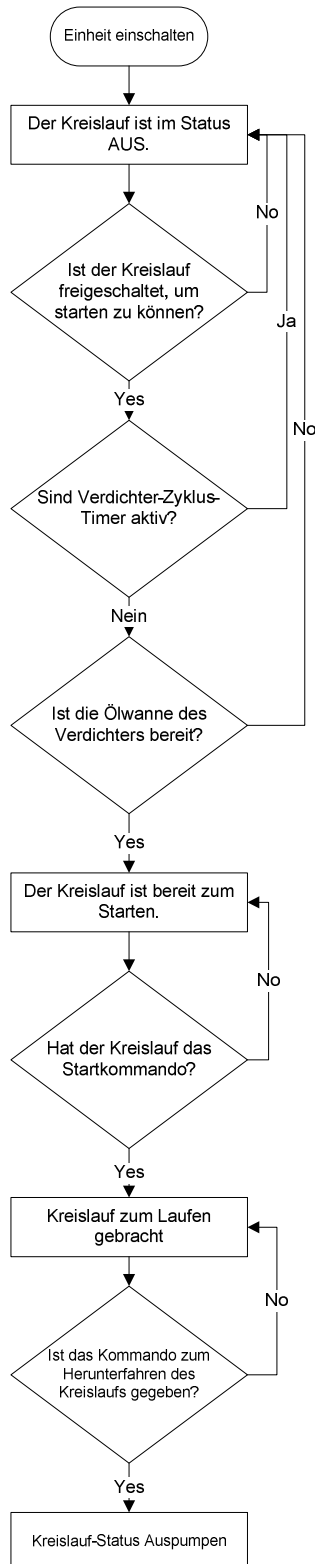 Einheit einschalten
Der Kreislauf ist im Status
AUS.
No
Ist der Kreislauf
freigeschaltet, um
starten zu können?
Ja
Yes
No
Sind Verdichter-Zyklus-
Timer aktiv?
Nein
Ist die Ölwanne des
Verdichters bereit?
Yes
Der Kreislauf ist bereit zum
Starten.
No
Hat der Kreislauf das
Startkommando?
Yes
Kreislauf zum Laufen
gebracht
No
Ist das Kommando zum
Herunterfahren des
Kreislaufs gegeben?
Yes
Kreislauf-Status Auspumpen